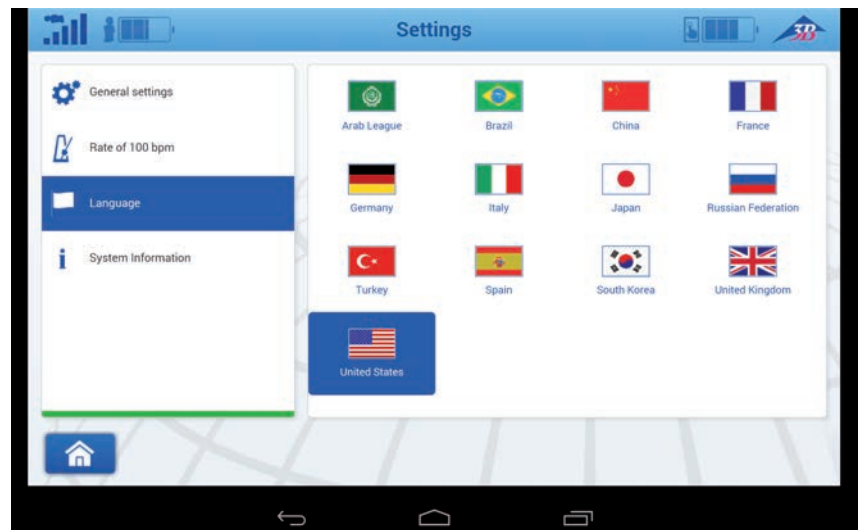 Settings
3B
General settings
Rate of 100 bpm
Language
System Information
Arab League
Brazil
China
France
Germany
Italy
Japan
Russian Federation
Turkey
Spain
South Korea
United Kingdom
United States